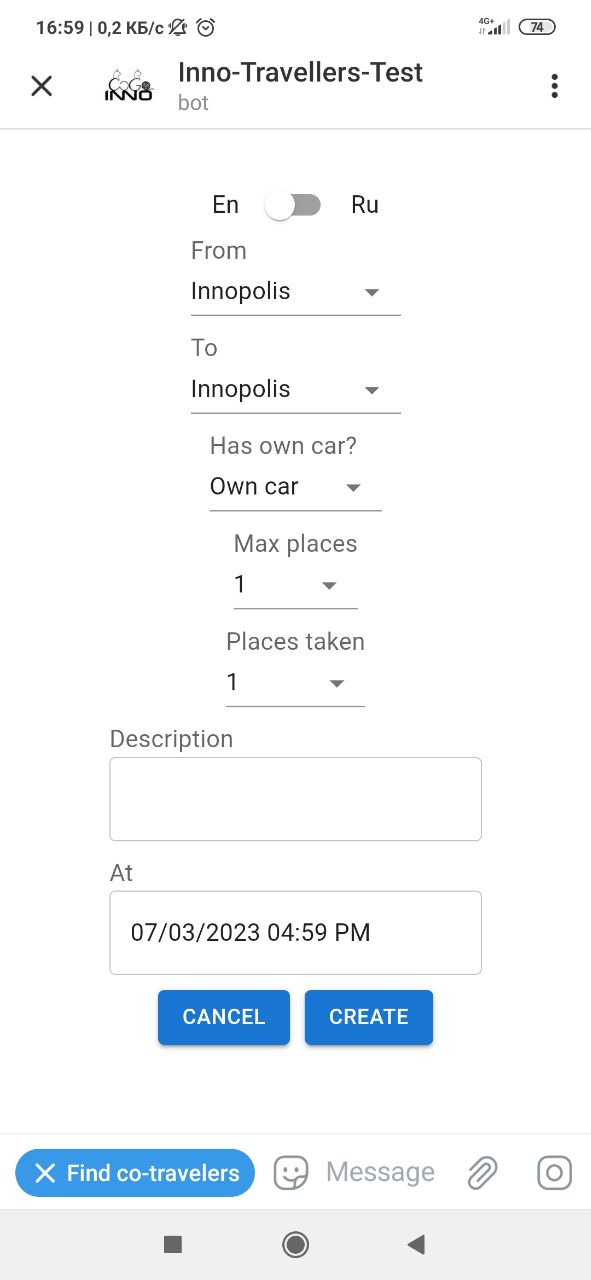 16:59 | 0,2 КБ/с
4G+
74
INNO
Inno-Travellers-Test
bot
En Ru
From
Innopolis
To
Innopolis
Has own car?
Own car
Max places
1
Places taken
1
Description
At
07/03/2023 04:59 PM
CANCEL CREATE
Find co-travelers Message